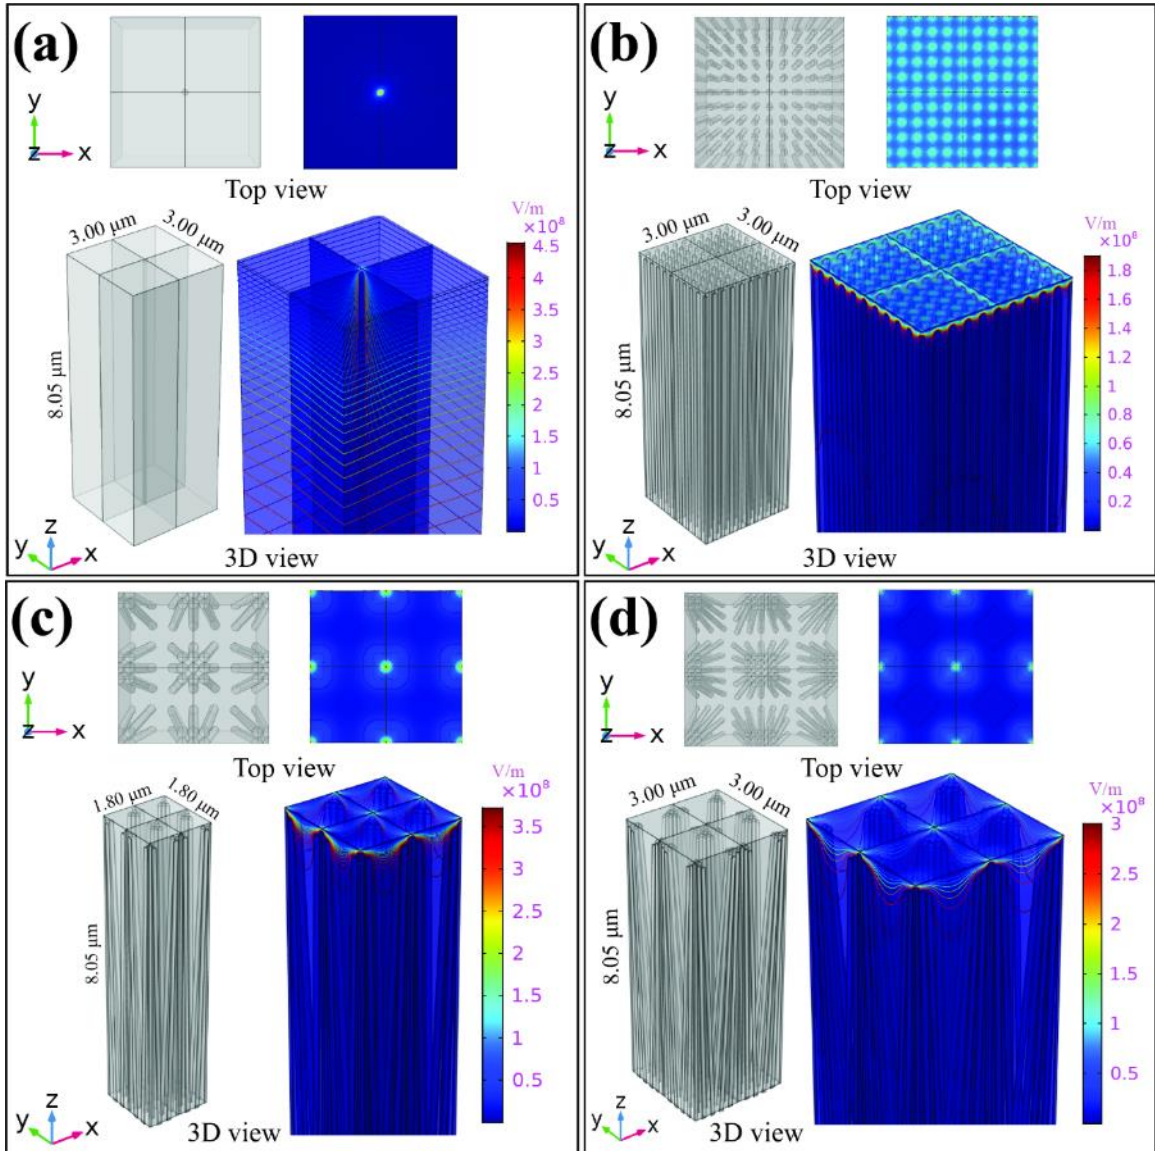 (a)
y
z x
Top view
3.00 μm 3.00 μm
8.05 μm
V/m
×10⁸
4.5
4
3.5
3
2.5
2
1.5
1
0.5
z
y x
3D view
(b)
y
z x
Top view
3.00 μm 3.00 μm
8.05 μm
V/m
×10⁶
1.8
1.6
1.4
1.2
1
0.8
0.6
0.4
0.2
z
y x
3D view
(c)
y
z x
Top view
1.80 μm 1.80 μm
8.05 μm
V/m
×10⁸
3.5
3
2.5
2
1.5
1
0.5
z
y x
3D view
(d)
y
z x
Top view
3.00 μm 3.00 μm
8.05 μm
V/m
×10⁸
3
2.5
2
1.5
1
0.5
z
y x
3D view